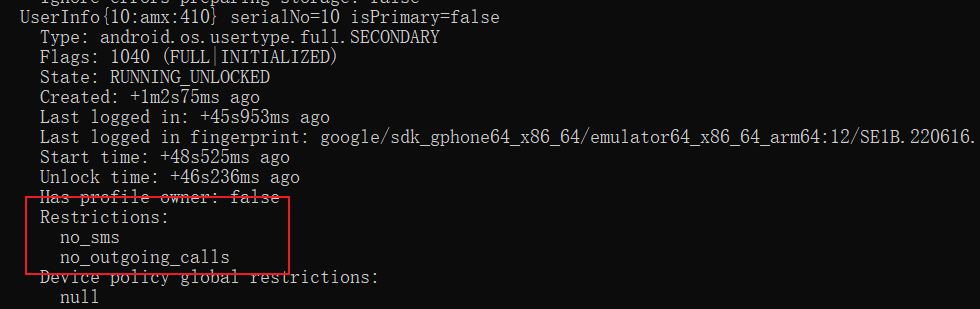 Ignore errors preparing storage: false
UserInfo{10:amx:410} serialNo=10 isPrimary=false
Type: android.os.usertype.full.SECONDARY
Flags: 1040 (FULL|INITIALIZED)
State: RUNNING_UNLOCKED
Created: +1m2s75ms ago
Last logged in: +45s953ms ago
Last logged in fingerprint: google/sdk_gphone64_x86_64/emulator64_x86_64_arm64:12/SE1B.220616.
Start time: +48s525ms ago
Unlock time: +46s236ms ago
Has profile owner: false
Restrictions:
no_sms
no_outgoing_calls
Device policy global restrictions:
null